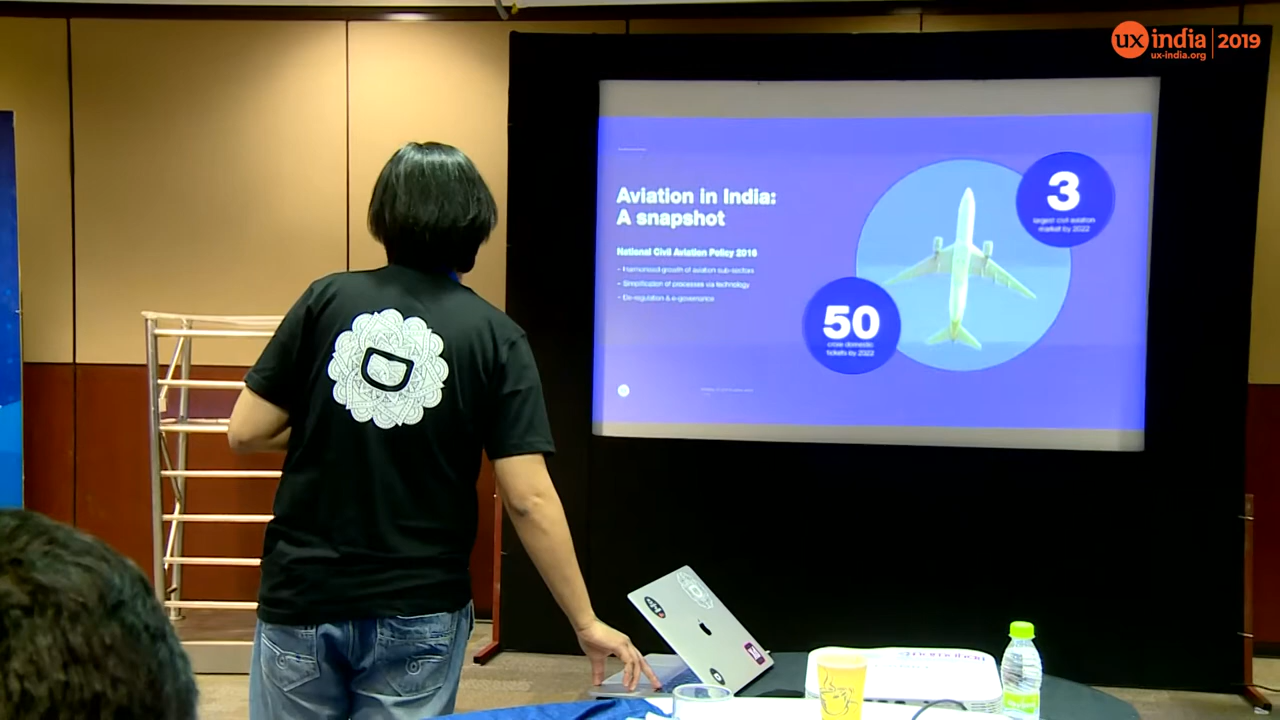 ux india 2019
ux-india.org
Aviation in India:
A snapshot
National Civil Aviation Policy 2016
– Harmonised growth of aviation sub-sectors
– Simplification of processes via technology
– De-regulation & e-governance
3
largest civil aviation
market by 2022
50
crore domestic
tickets by 2022